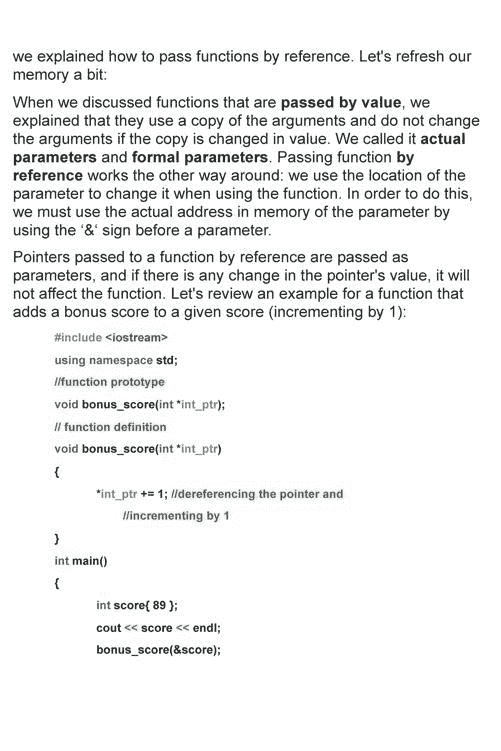 we explained how to pass functions by reference. Let's refresh our
memory a bit:
When we discussed functions that are passed by value, we
explained that they use a copy of the arguments and do not change
the arguments if the copy is changed in value. We called it actual
parameters and formal parameters. Passing function by
reference works the other way around: we use the location of the
parameter to change it when using the function. In order to do this,
we must use the actual address in memory of the parameter by
using the ‘&‘ sign before a parameter.
Pointers passed to a function by reference are passed as
parameters, and if there is any change in the pointer's value, it will
not affect the function. Let's review an example for a function that
adds a bonus score to a given score (incrementing by 1):
#include <iostream>
using namespace std;
//function prototype
void bonus_score(int *int_ptr);
// function definition
void bonus_score(int *int_ptr)
{
*int_ptr += 1; //dereferencing the pointer and
//incrementing by 1
}
int main()
{
int score{ 89 };
cout << score << endl;
bonus_score(&score);